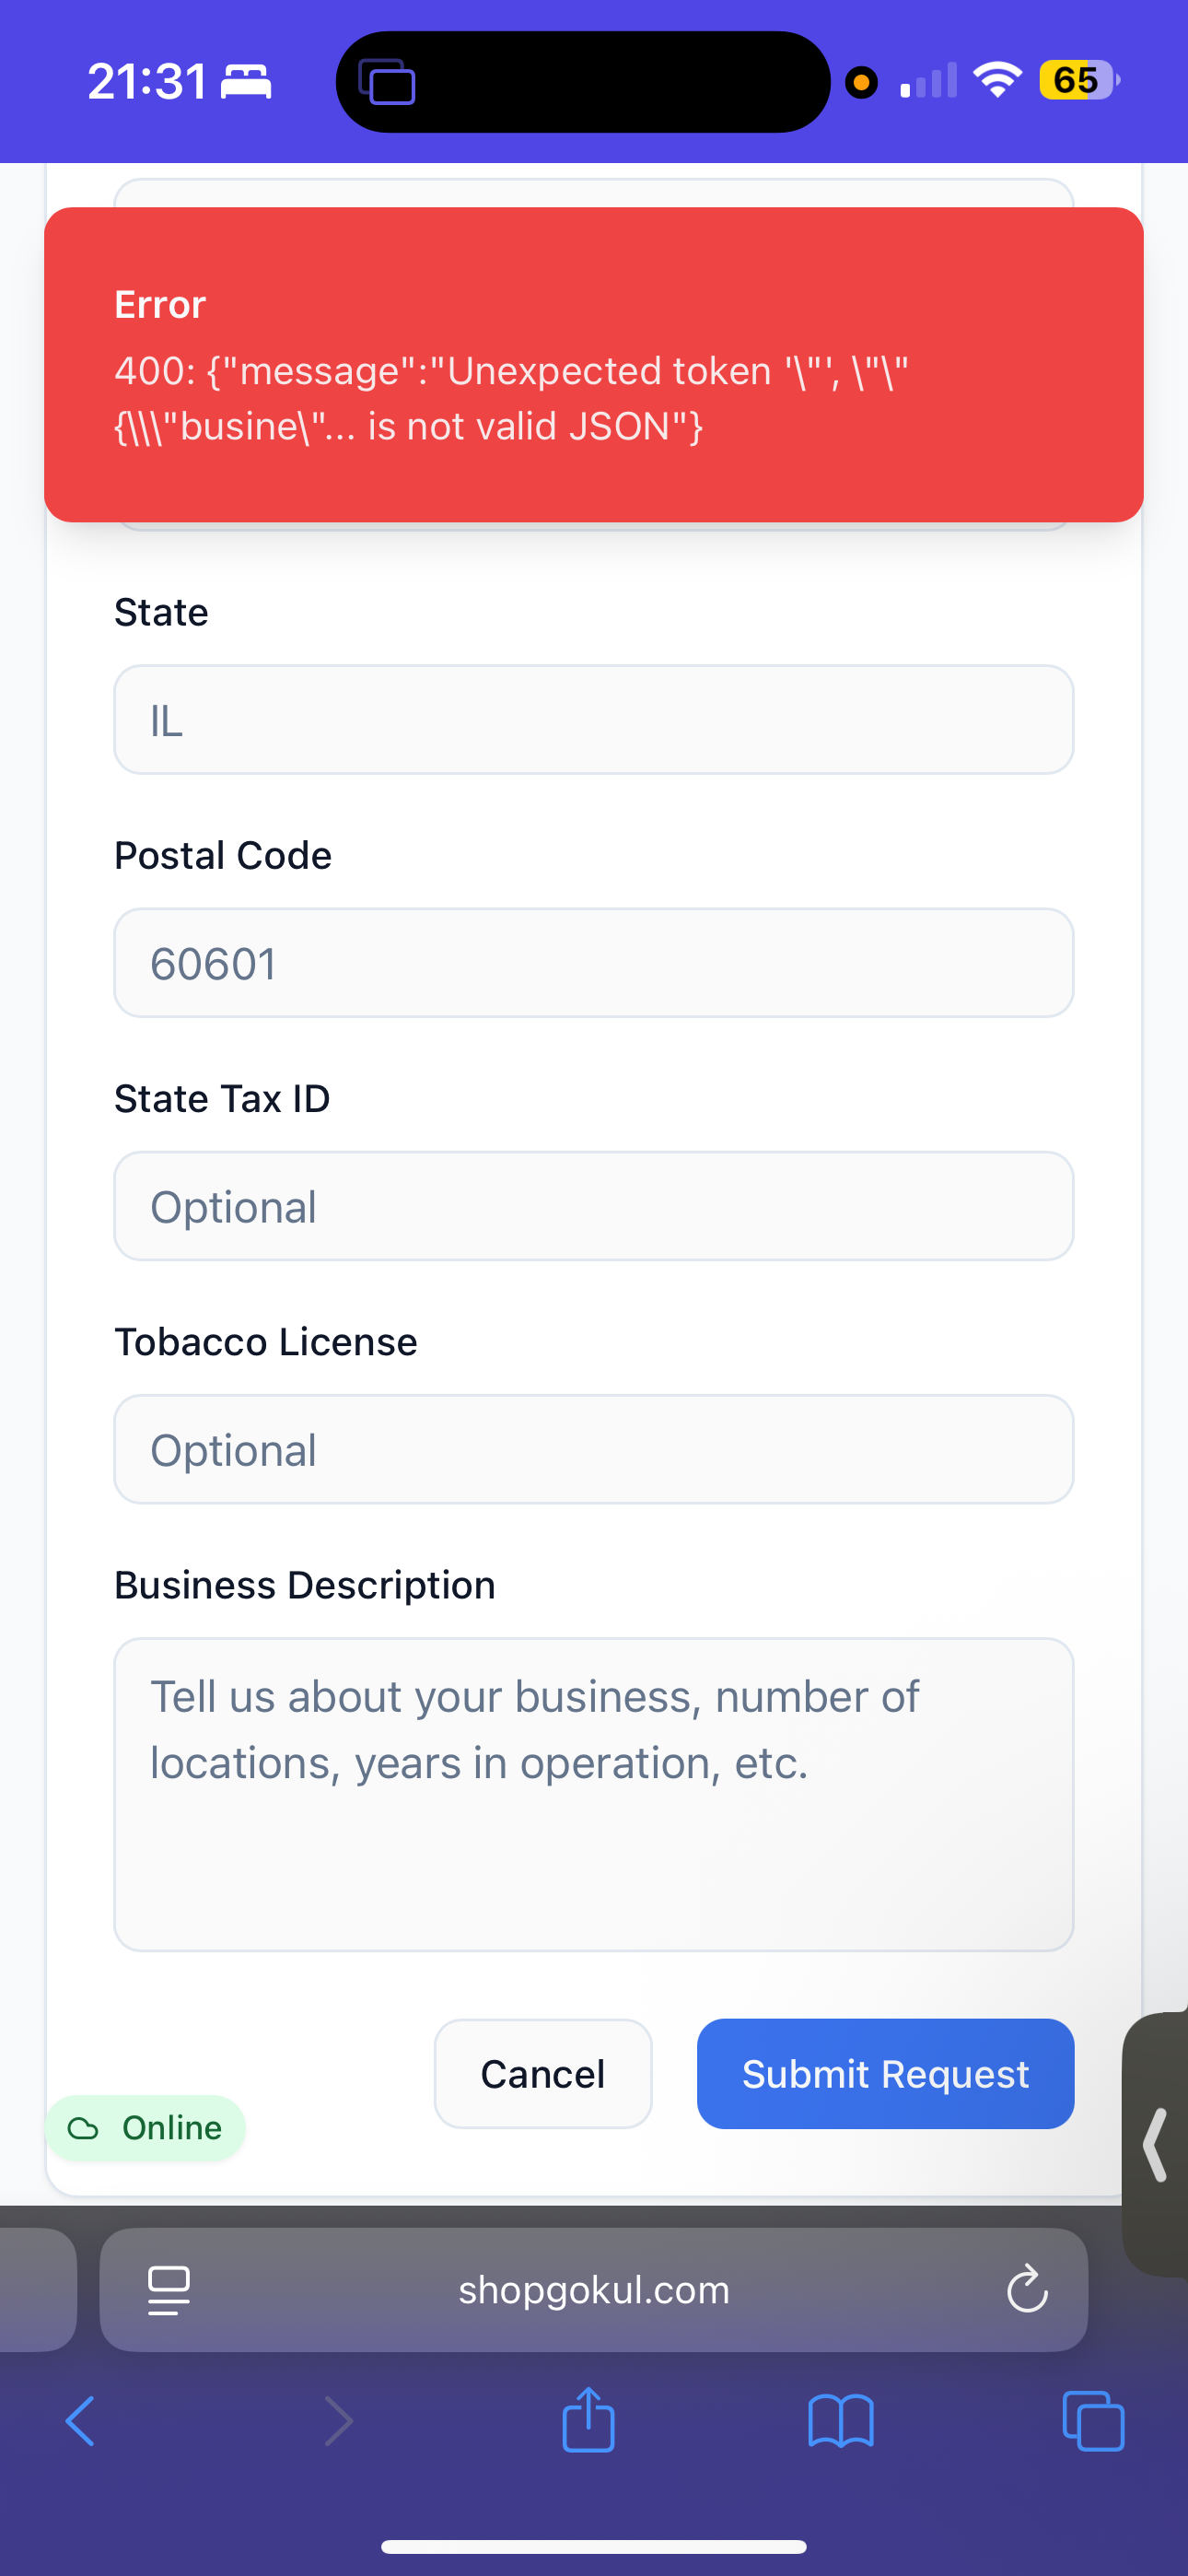 21:31
65
Error
400: {"message":"Unexpected token '\"', \"\"
{\\\"busine\"... is not valid JSON"}
State
IL
Postal Code
60601
State Tax ID
Optional
Tobacco License
Optional
Business Description
Tell us about your business, number of
locations, years in operation, etc.
Cancel
Submit Request
Online
shopgokul.com